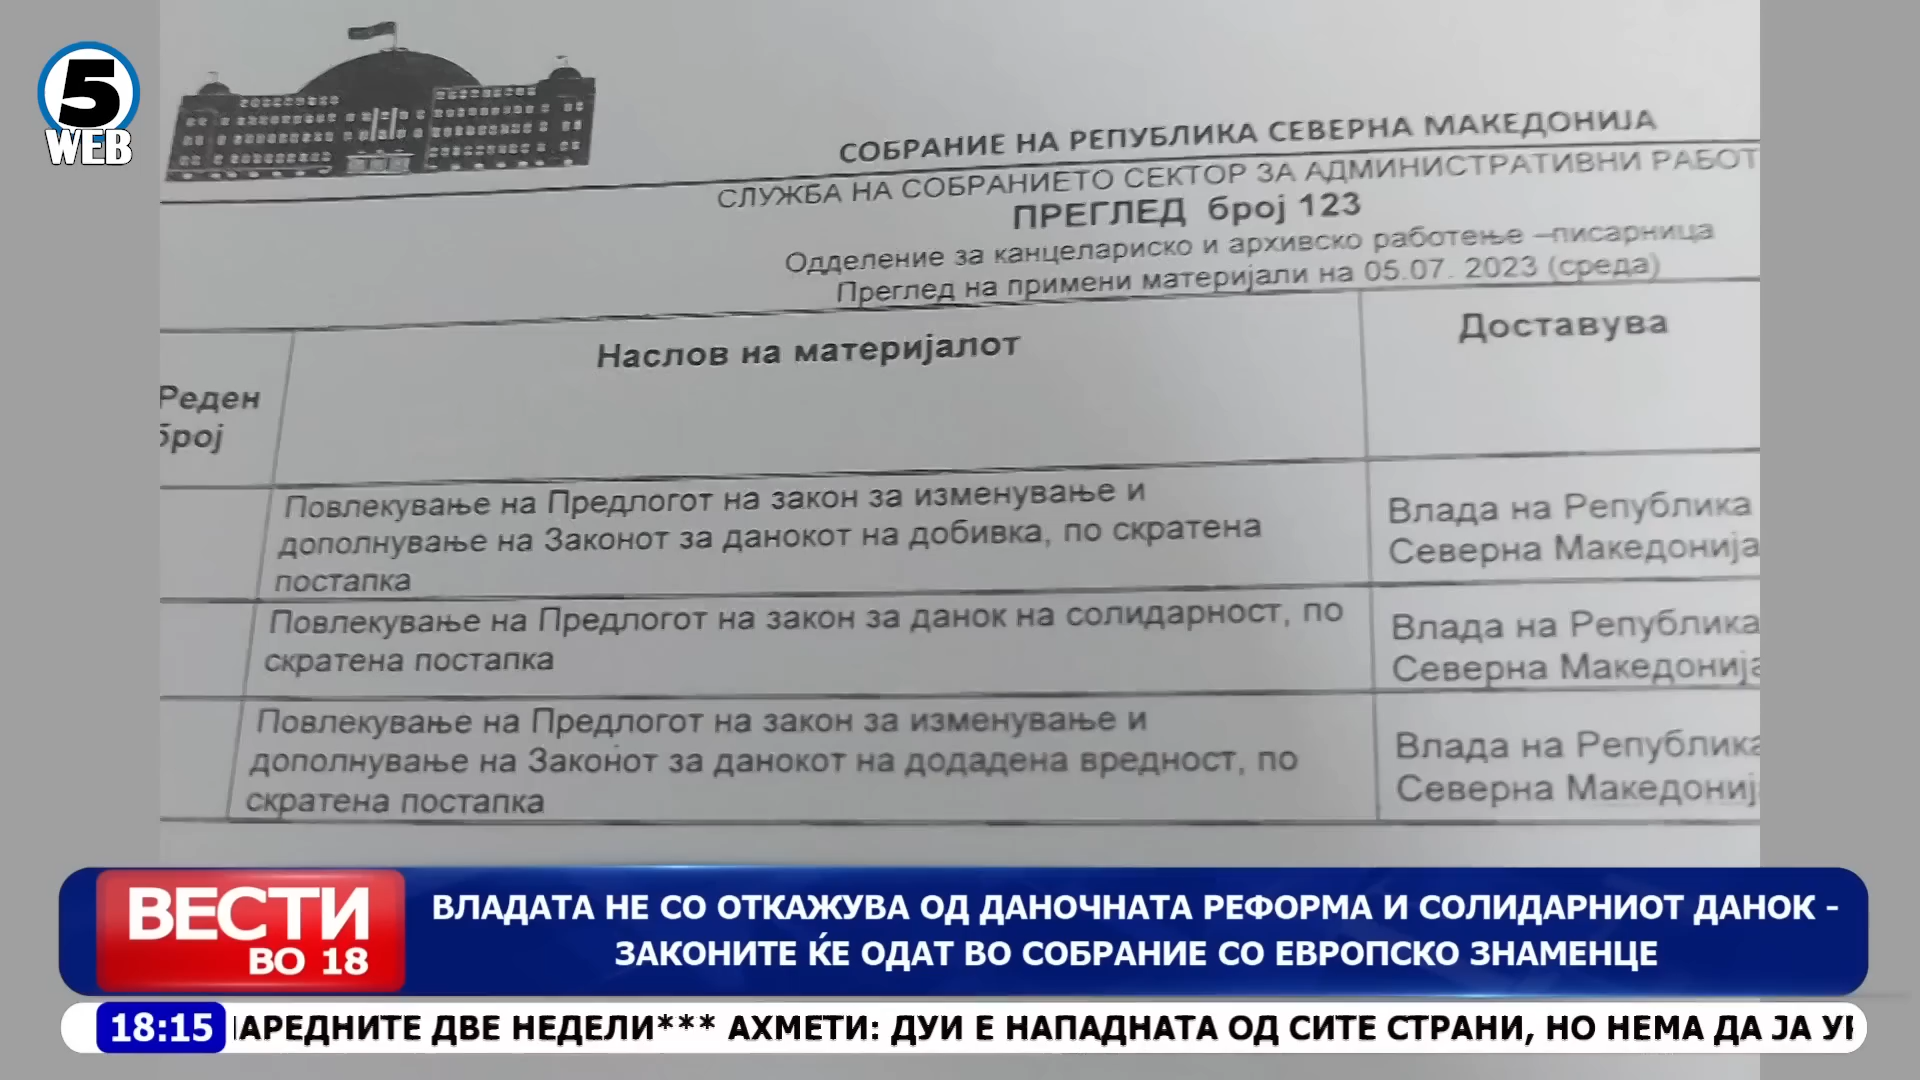 5
WEB
СОБРАНИЕ НА РЕПУБЛИКА СЕВЕРНА МАКЕДОНИЈА
СЛУЖБА НА СОБРАНИЕТО СЕКТОР ЗА АДМИНИСТРАТИВНИ РАБОТ
ПРЕГЛЕД број 123
Одделение за канцелариско и архивско работење –писарница
Преглед на примени материјали на 05.07. 2023 (среда)
Реден
број
Наслов на материјалот
Доставува
Повлекување на Предлогот на закон за изменување и
дополнување на Законот за данокот на добивка, по скратена
постапка
Влада на Република
Северна Македонија
Повлекување на Предлогот на закон за данок на солидарност, по
скратена постапка
Влада на Република
Северна Македонија
Повлекување на Предлогот на закон за изменување и
дополнување на Законот за данокот на додадена вредност, по
скратена постапка
Влада на Република
Северна Македониј
ВЕСТИ
ВО 18
ВЛАДАТА НЕ СО ОТКАЖУВА ОД ДАНОЧНАТА РЕФОРМА И СОЛИДАРНИОТ ДАНОК -
ЗАКОНИТЕ ЌЕ ОДАТ ВО СОБРАНИЕ СО ЕВРОПСКО ЗНАМЕНЦЕ
18:15 АРЕДНИТЕ ДВЕ НЕДЕЛИ*** АХМЕТИ: ДУИ Е НАПАДНАТА ОД СИТЕ СТРАНИ, НО НЕМА ДА ЈА